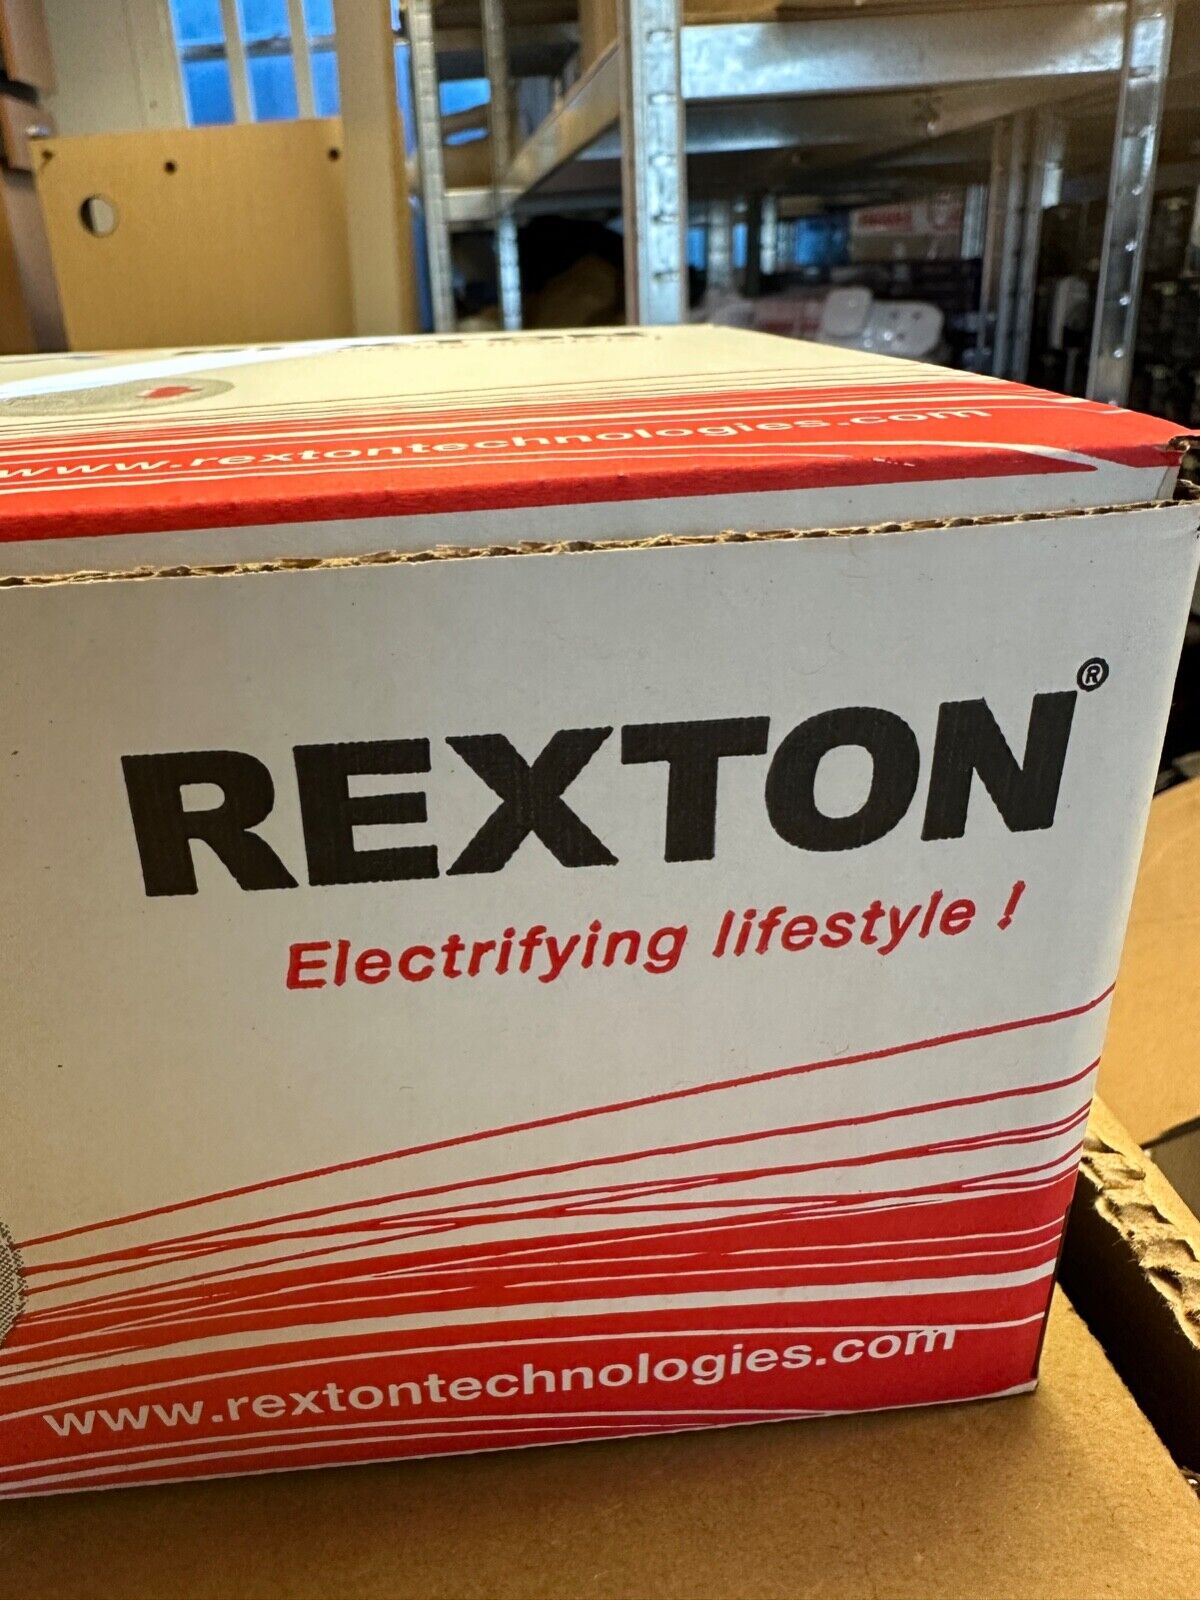 www.rextontechnologies.com
REXTON®
Electrifying lifestyle !
www.rextontechnologies.com